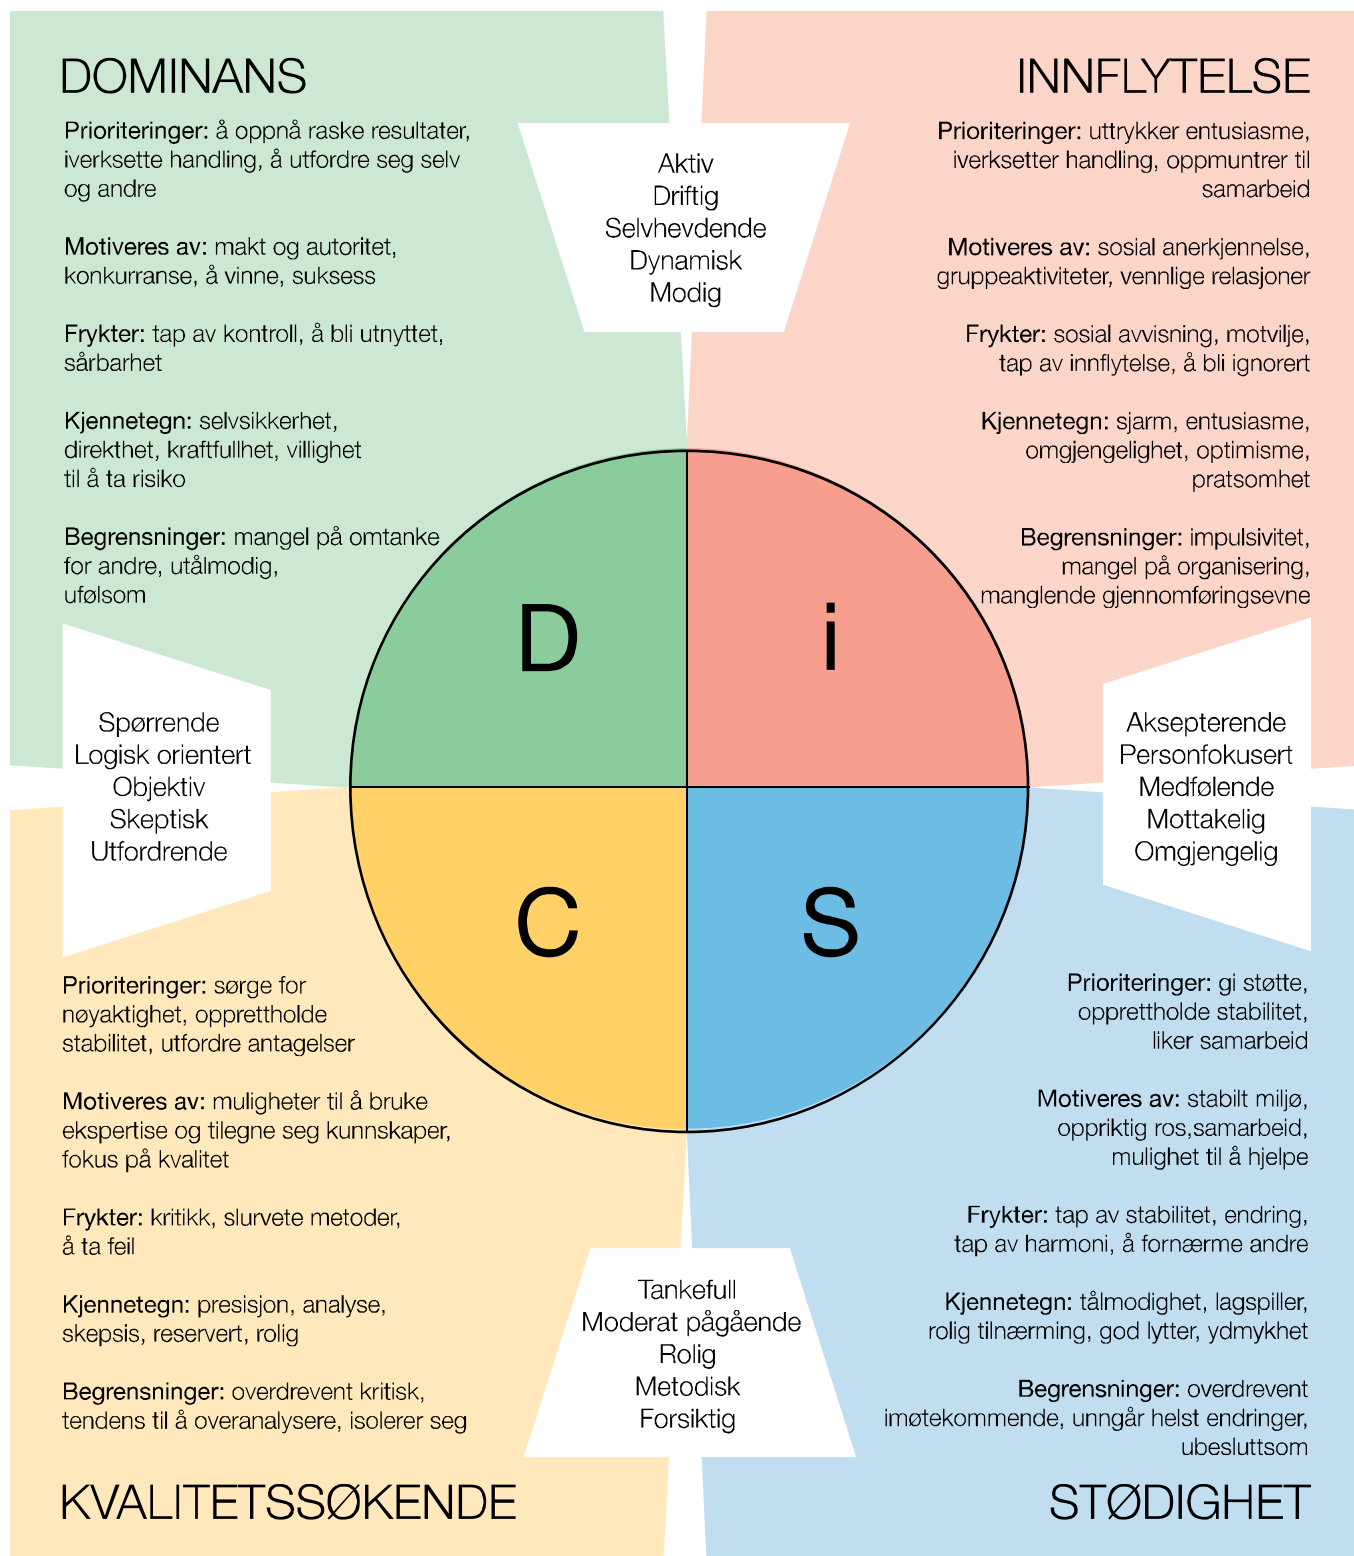 DOMINANS
Prioriteringer: å oppnå raske resultater,
iverksette handling, å utfordre seg selv
og andre
Motiveres av: makt og autoritet,
konkurranse, å vinne, suksess
Frykter: tap av kontroll, å bli utnyttet,
sårbarhet
Kjennetegn: selvsikkerhet,
direkthet, kraftfullhet, villighet
til å ta risiko
Begrensninger: mangel på omtanke
for andre, utålmodig,
ufølsom
Aktiv
Driftig
Selvhevdende
Dynamisk
Modig
INNFLYTELSE
Prioriteringer: uttrykker entusiasme,
iverksetter handling, oppmuntrer til
samarbeid
Motiveres av: sosial anerkjennelse,
gruppeaktiviteter, vennlige relasjoner
Frykter: sosial avvisning, motvilje,
tap av innflytelse, å bli ignorert
Kjennetegn: sjarm, entusiasme,
omgjengelighet, optimisme,
pratsomhet
Begrensninger: impulsivitet,
mangel på organisering,
manglende gjennomføringsevne
D
i
Spørrende
Logisk orientert
Objektiv
Skeptisk
Utfordrende
Aksepterende
Personfokusert
Medfølende
Mottakelig
Omgjengelig
C
S
Prioriteringer: sørge for
nøyaktighet, opprettholde
stabilitet, utfordre antagelser
Motiveres av: muligheter til å bruke
ekspertise og tilegne seg kunnskaper,
fokus på kvalitet
Frykter: kritikk, slurvete metoder,
å ta feil
Kjennetegn: presisjon, analyse,
skepsis, reservert, rolig
Begrensninger: overdrevent kritisk,
tendens til å overanalysere, isolerer seg
KVALITETSSØKENDE
Tankefull
Moderat pågående
Rolig
Metodisk
Forsiktig
Prioriteringer: gi støtte,
opprettholde stabilitet,
liker samarbeid
Motiveres av: stabilt miljø,
oppriktig ros,samarbeid,
mulighet til å hjelpe
Frykter: tap av stabilitet, endring,
tap av harmoni, å fornærme andre
Kjennetegn: tålmodighet, lagspiller,
rolig tilnærming, god lytter, ydmykhet
Begrensninger: overdrevent
imøtekommende, unngår helst endringer,
ubesluttsom
STØDIGHET